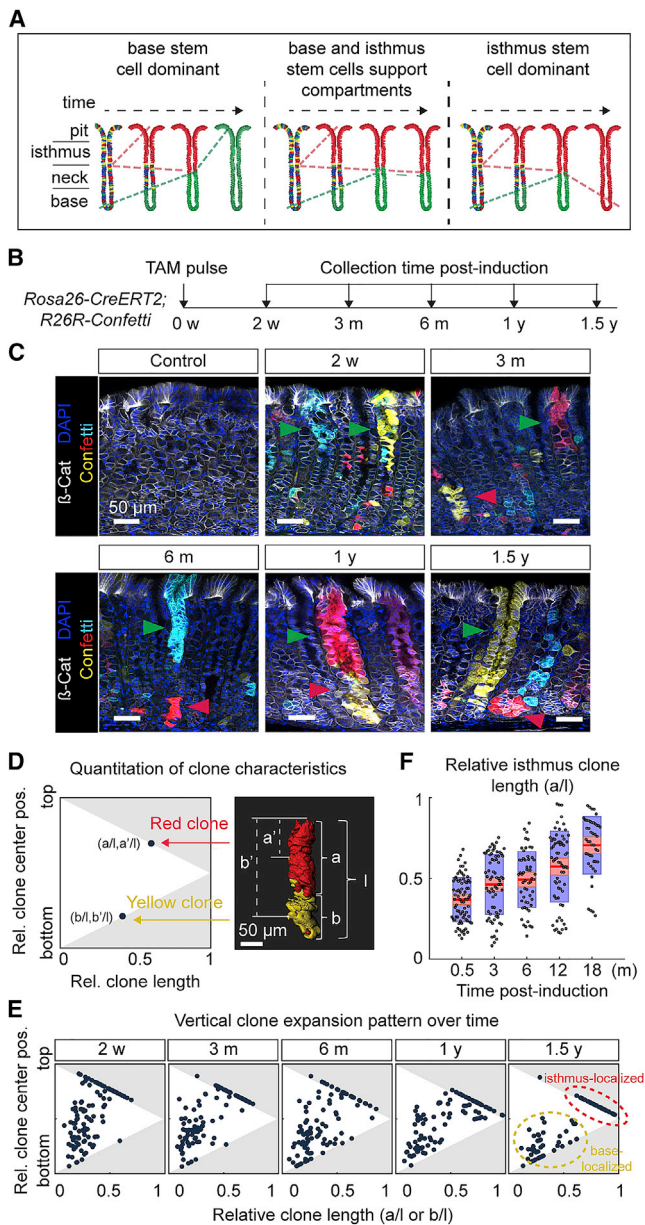 A
base stem
cell dominant
base and isthmus
stem cells support
compartments
isthmus stem
cell dominant
time
pit
isthmus
neck
base
B
TAM pulse
Collection time post-induction
Rosa26-CreERT2;
R26R-Confetti
0 w
2 w
3 m
6 m
1 y
1.5 y
C
Control
2 w
3 m
ß-Cat DAPI
Confetti
50 μm
6 m
1 y
1.5 y
ß-Cat DAPI
Confetti
D
Quantitation of clone characteristics
Rel. clone center pos.
top
bottom
Red clone
(a/l,a'/l)
Yellow clone
(b/l,b'/l)
0
1
Rel. clone length
a'
b'
a
b
l
50 μm
F
Relative isthmus clone
length (a/l)
1
0.5
0
0.5 3 6 12 18 (m)
Time post-induction
E
Vertical clone expansion pattern over time
2 w
3 m
6 m
1 y
1.5 y
Rel. clone center pos.
top
bottom
isthmus-localized
base-
localized
0 0.5 1
0 0.5 1
0 0.5 1
0 0.5 1
0 0.5 1
Relative clone length (a/l or b/l)